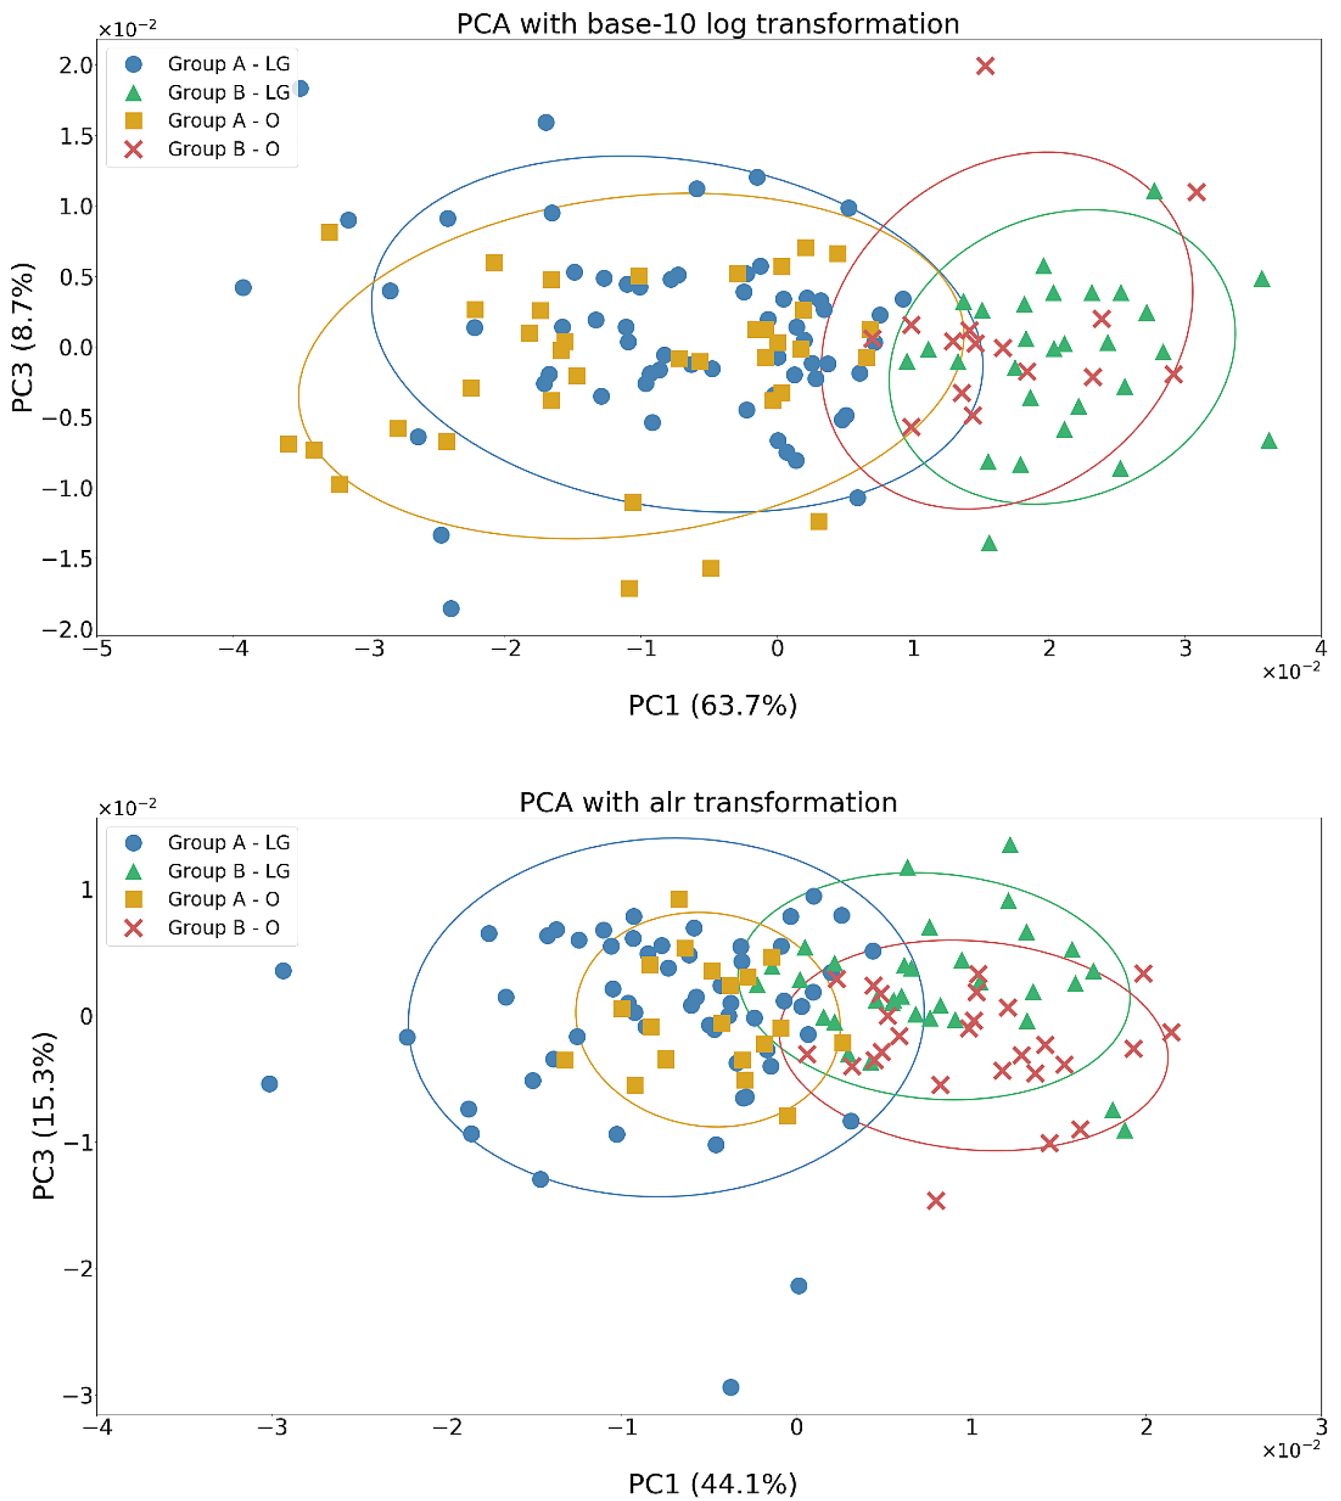 PCA with base-10 log transformation
×10⁻²
2.0
1.5
1.0
0.5
0.0
−0.5
−1.0
−1.5
−2.0
PC3 (8.7%)
Group A - LG
Group B - LG
Group A - O
Group B - O
−5 −4 −3 −2 −1 0 1 2 3 4
×10⁻²
PC1 (63.7%)
PCA with alr transformation
×10⁻²
1
0
−1
−2
−3
PC3 (15.3%)
Group A - LG
Group B - LG
Group A - O
Group B - O
−4 −3 −2 −1 0 1 2 3
×10⁻²
PC1 (44.1%)